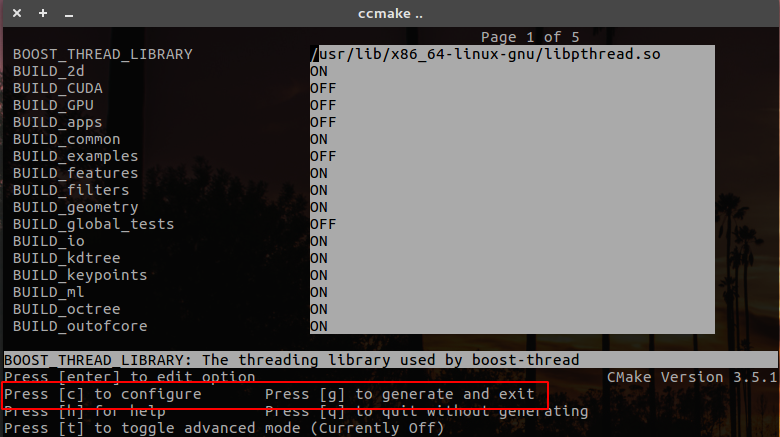 ccmake ..
Page 1 of 5
BOOST_THREAD_LIBRARY /usr/lib/x86_64-linux-gnu/libpthread.so
BUILD_2d ON
BUILD_CUDA OFF
BUILD_GPU OFF
BUILD_apps OFF
BUILD_common ON
BUILD_examples OFF
BUILD_features ON
BUILD_filters ON
BUILD_geometry ON
BUILD_global_tests OFF
BUILD_io ON
BUILD_kdtree ON
BUILD_keypoints ON
BUILD_ml ON
BUILD_octree ON
BUILD_outofcore ON
BOOST_THREAD_LIBRARY: The threading library used by boost-thread
Press [enter] to edit option CMake Version 3.5.1
Press [c] to configure Press [g] to generate and exit
Press [h] for help Press [q] to quit without generating
Press [t] to toggle advanced mode (Currently Off)